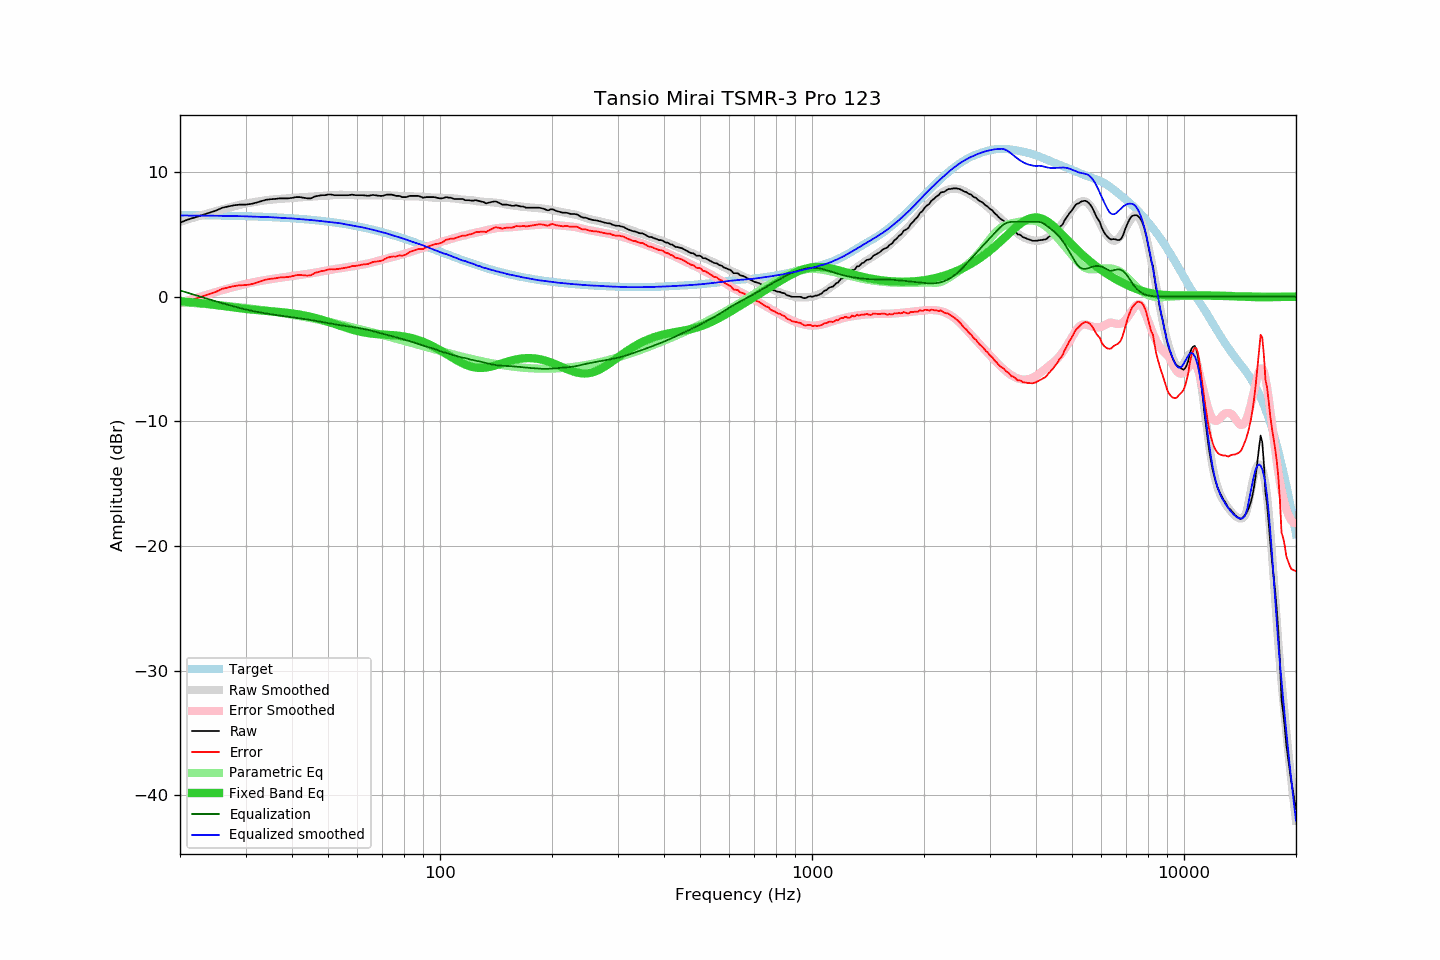 Tansio Mirai TSMR-3 Pro 123
10
0
−10
−20
−30
−40
Amplitude (dBr)
Target
Raw Smoothed
Error Smoothed
Raw
Error
Parametric Eq
Fixed Band Eq
Equalization
Equalized smoothed
100
1000
10000
Frequency (Hz)